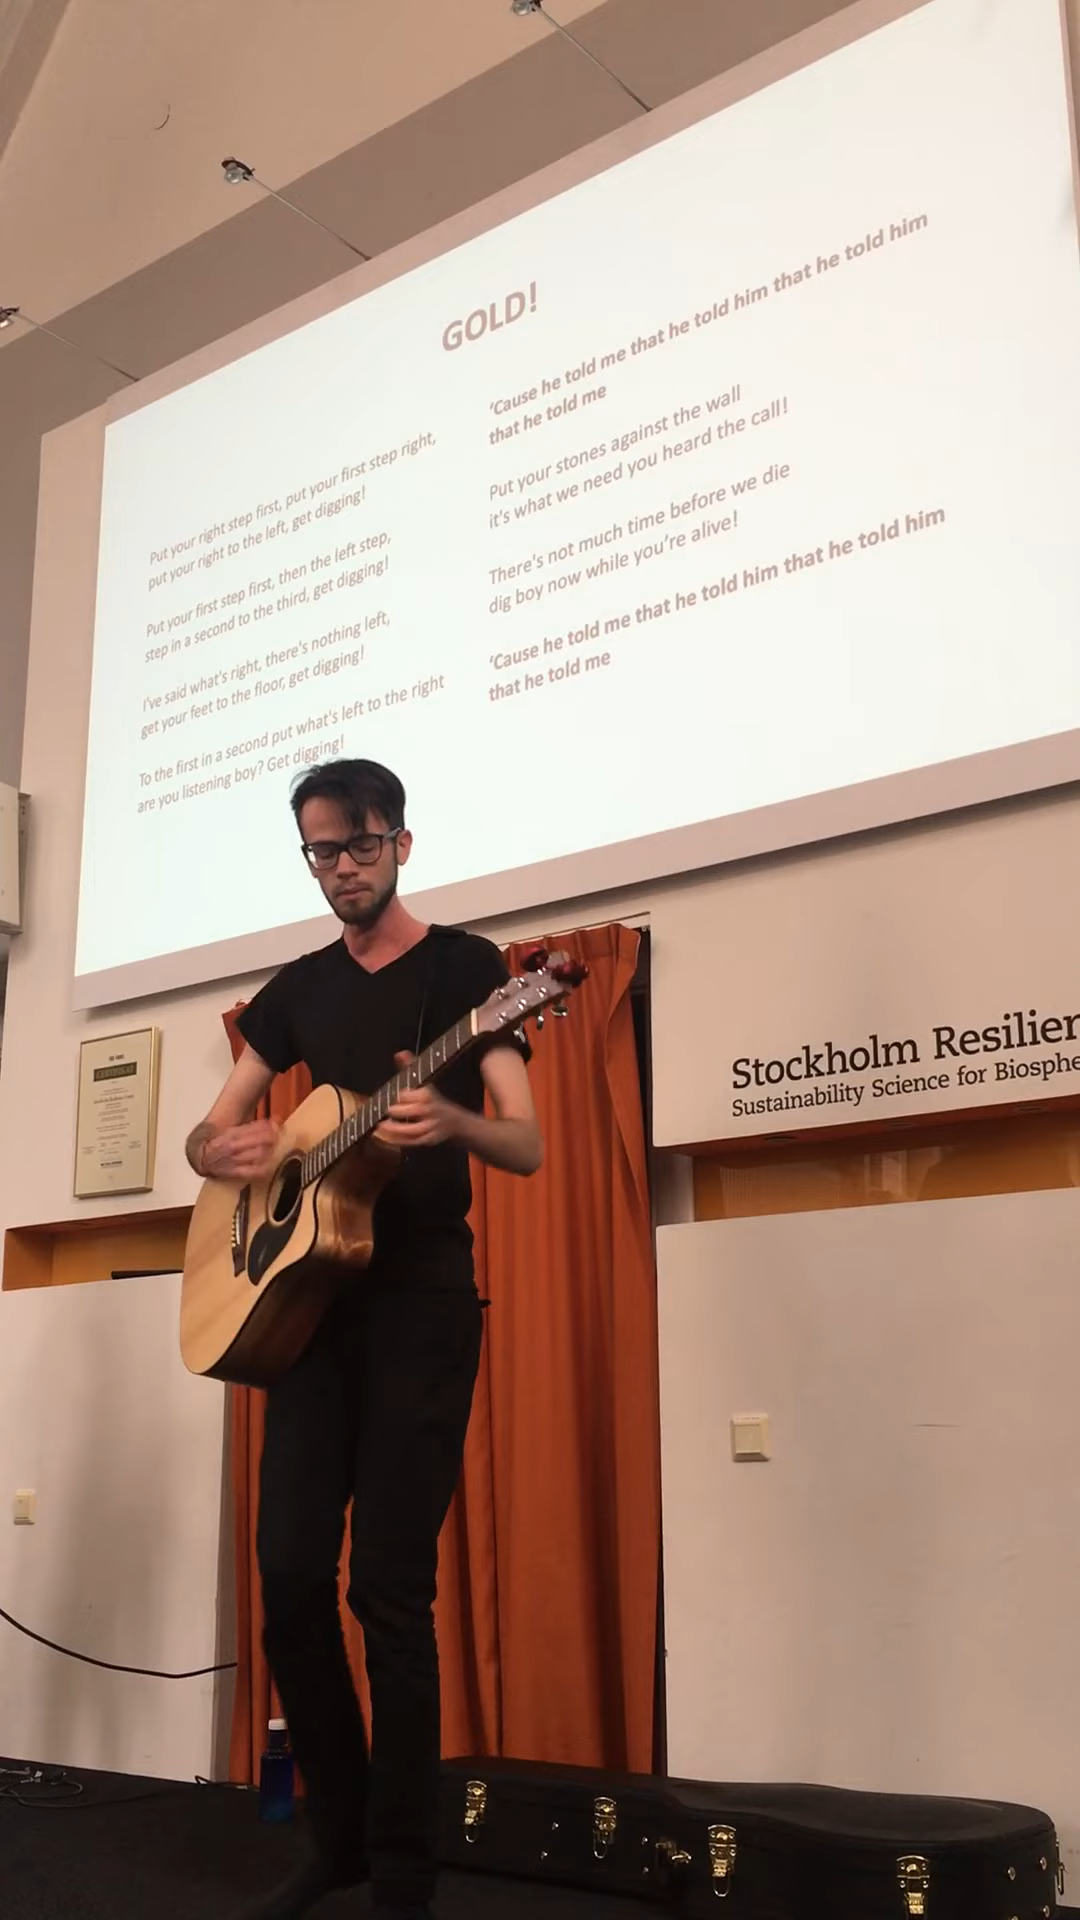 GOLD!
Put your right step first, put your first step right,
put your right to the left, get digging!
Put your first step first, then the left step,
step in a second to the third, get digging!
I've said what's right, there's nothing left,
get your feet to the floor, get digging!
To the first in a second put what's left to the right
are you listening boy? Get digging!
‘Cause he told me that he told him that he told him
that he told me
Put your stones against the wall
it's what we need you heard the call!
There's not much time before we die
dig boy now while you’re alive!
‘Cause he told me that he told him that he told him
that he told me
CERTIFIKAT
Stockholm Resilien
Sustainability Science for Biosphe